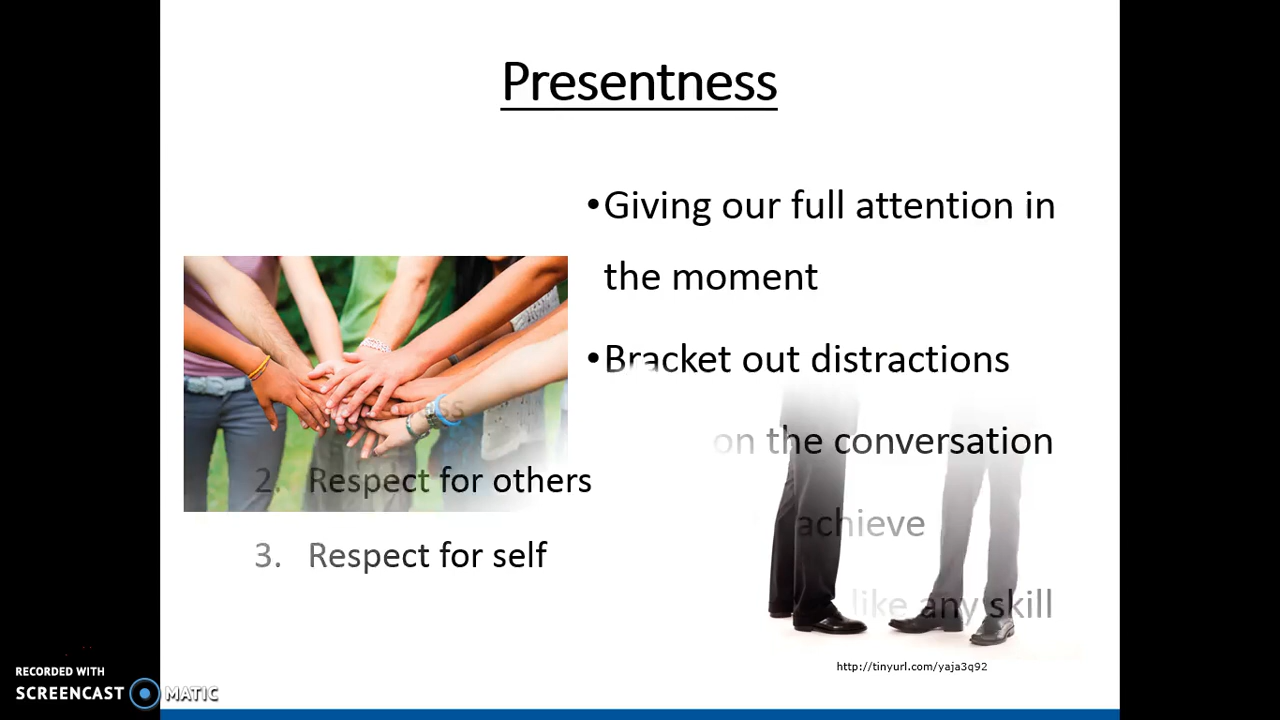 Presentness
•Giving our full attention in
the moment
•Bracket out distractions
on the conversation
achieve
like any skill
2. Respect for others
3. Respect for self
http://tinyurl.com/yaja3q92
RECORDED WITH
SCREENCAST MATIC